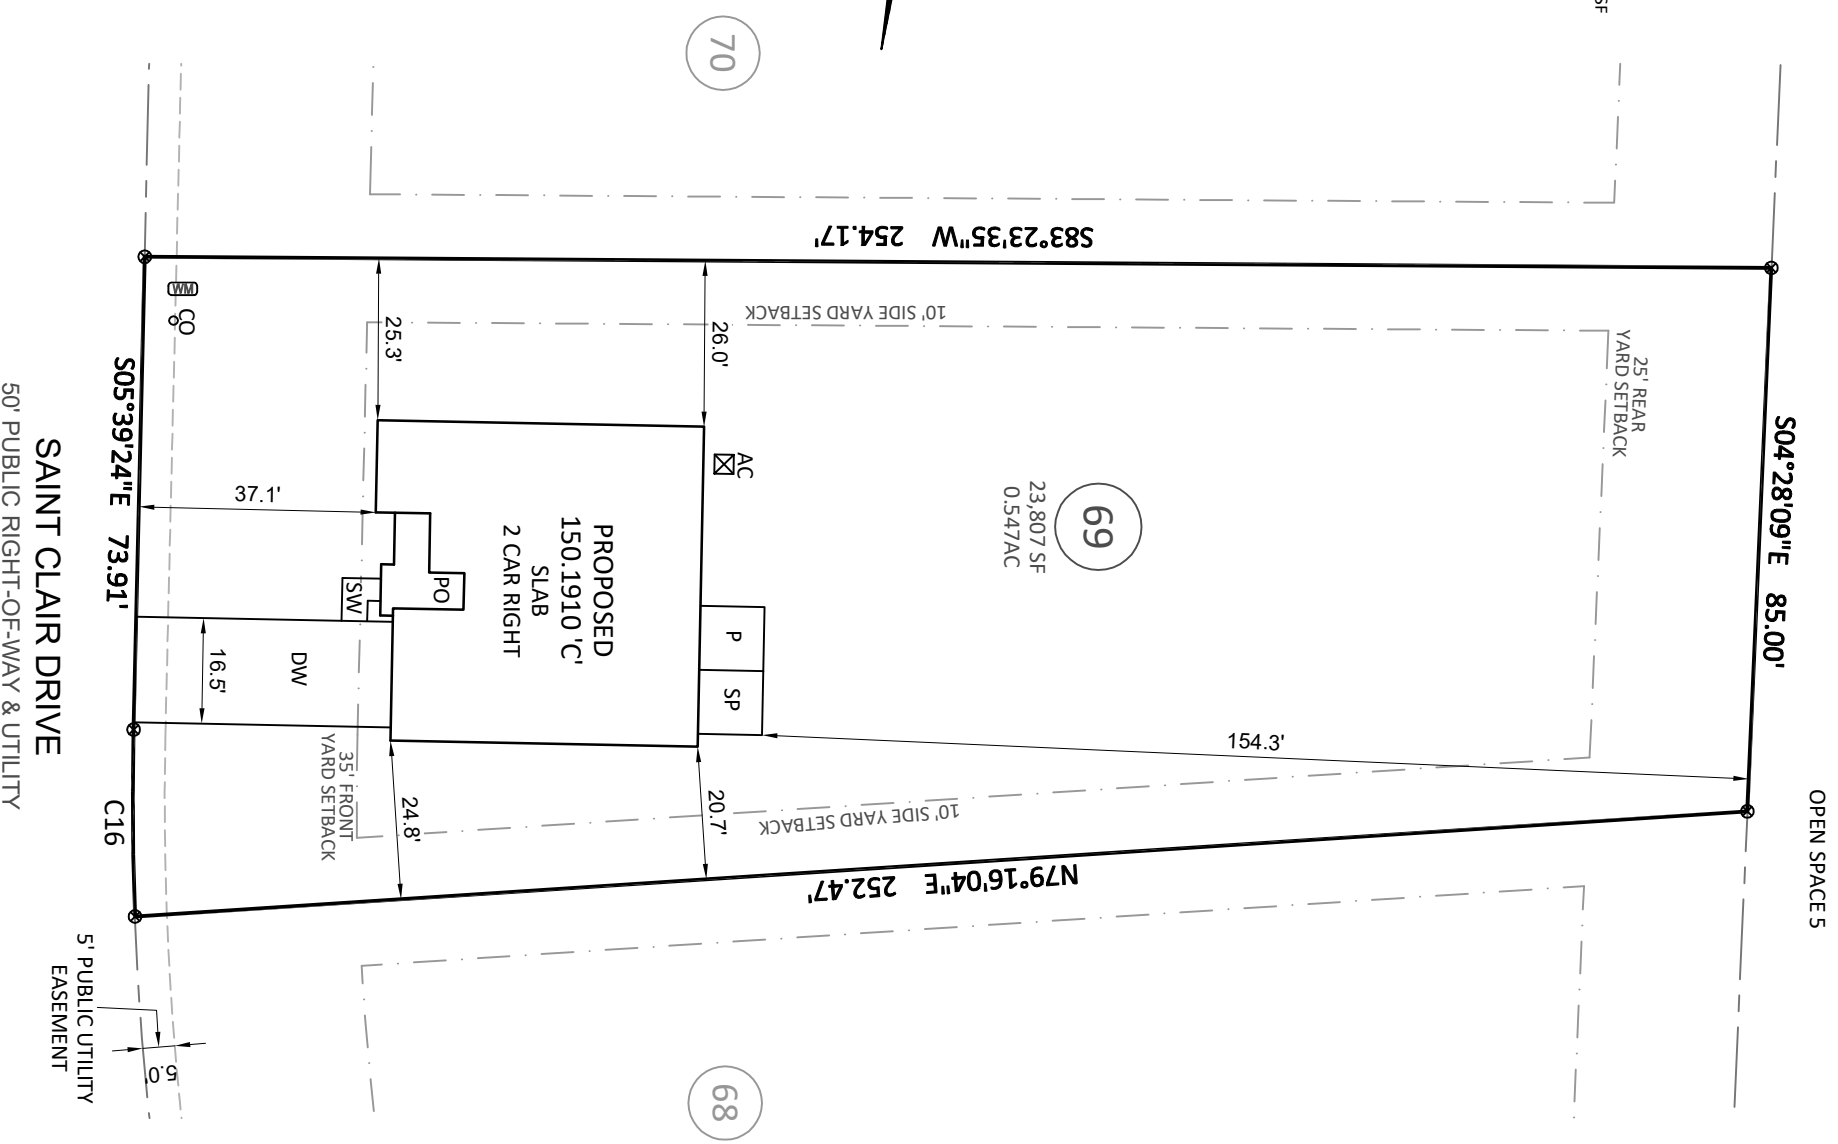 SF
70
S83°23'35"W 254.17'
WM
CO
25.3'
26.0'
10' SIDE YARD SETBACK
25' REAR
YARD SETBACK
S04°28'09"E 85.00'
S05°39'24"E 73.91'
SAINT CLAIR DRIVE
50' PUBLIC RIGHT-OF-WAY & UTILITY
37.1'
AC
69
23,807 SF
0.547AC
PROPOSED
150.1910 'C'
SLAB
2 CAR RIGHT
PO
SW
P
SP
DW
16.5'
154.3'
35' FRONT
YARD SETBACK
24.8'
20.7'
10' SIDE YARD SETBACK
N79°16'04"E 252.47'
C16
OPEN SPACE 5
5' PUBLIC UTILITY
EASEMENT
5.0'
68